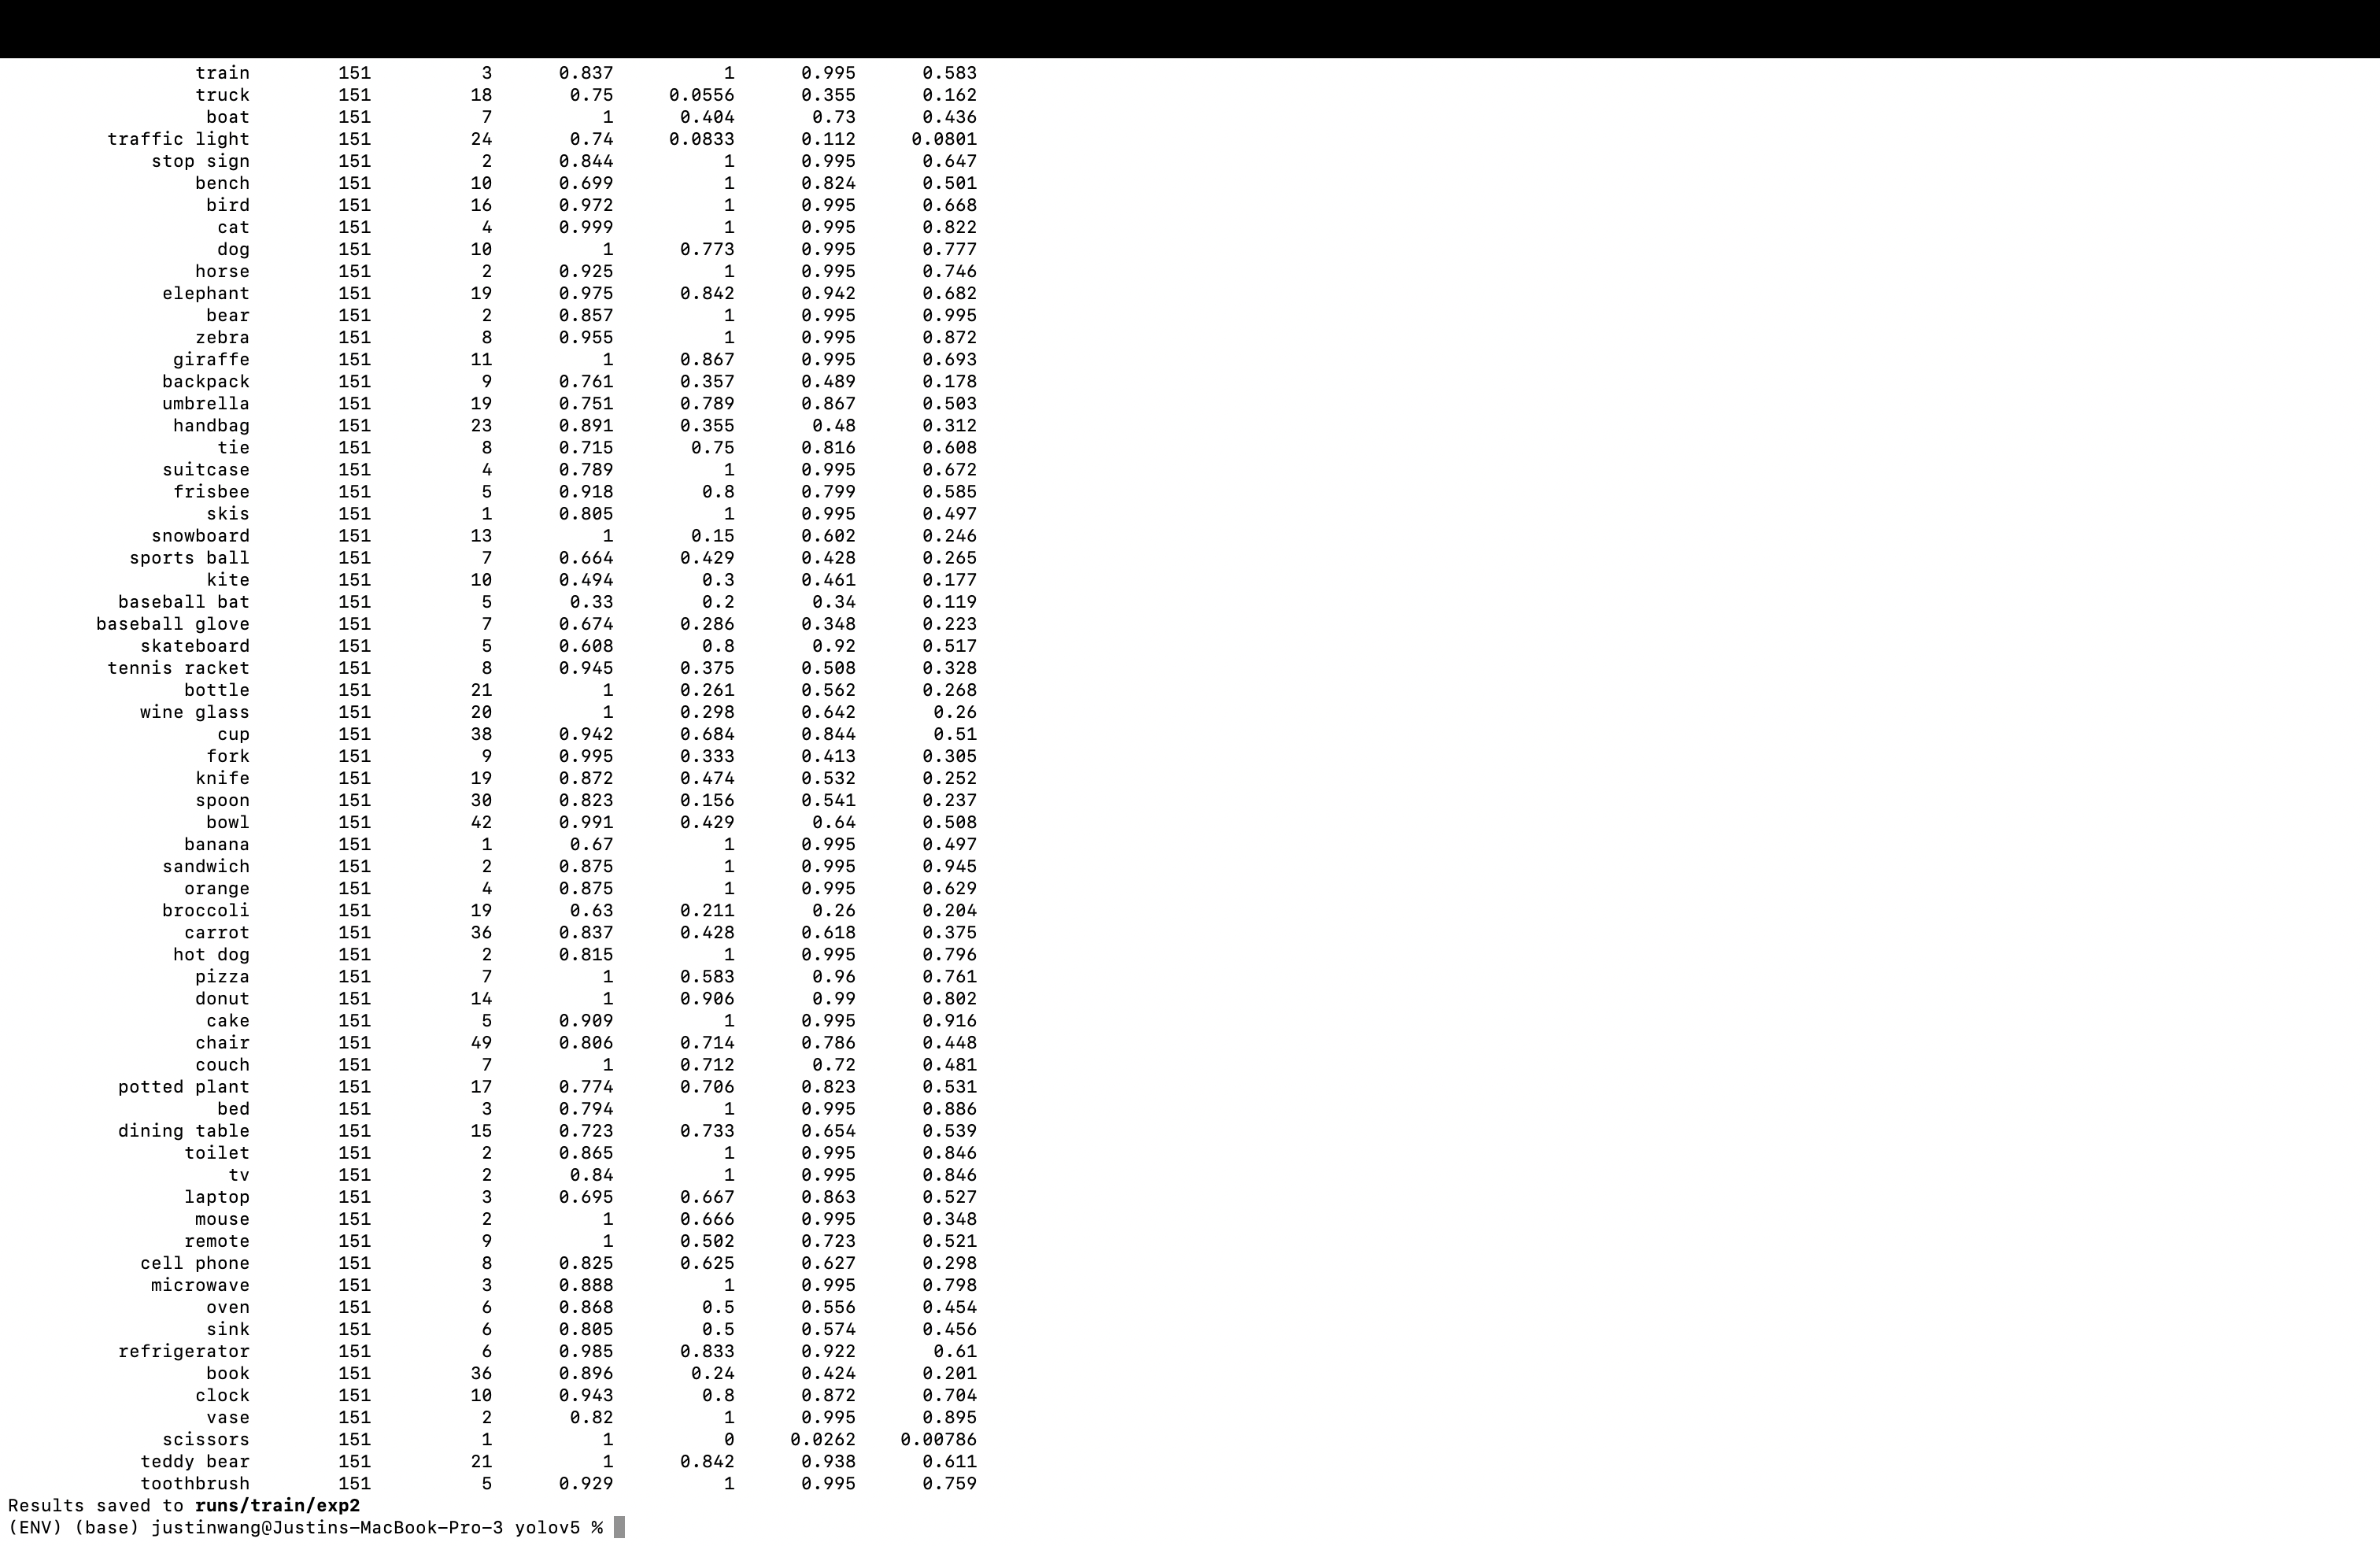 train 151 3 0.837 1 0.995 0.583
truck 151 18 0.75 0.0556 0.355 0.162
boat 151 7 1 0.404 0.73 0.436
traffic light 151 24 0.74 0.0833 0.112 0.0801
stop sign 151 2 0.844 1 0.995 0.647
bench 151 10 0.699 1 0.824 0.501
bird 151 16 0.972 1 0.995 0.668
cat 151 4 0.999 1 0.995 0.822
dog 151 10 1 0.773 0.995 0.777
horse 151 2 0.925 1 0.995 0.746
elephant 151 19 0.975 0.842 0.942 0.682
bear 151 2 0.857 1 0.995 0.995
zebra 151 8 0.955 1 0.995 0.872
giraffe 151 11 1 0.867 0.995 0.693
backpack 151 9 0.761 0.357 0.489 0.178
umbrella 151 19 0.751 0.789 0.867 0.503
handbag 151 23 0.891 0.355 0.48 0.312
tie 151 8 0.715 0.75 0.816 0.608
suitcase 151 4 0.789 1 0.995 0.672
frisbee 151 5 0.918 0.8 0.799 0.585
skis 151 1 0.805 1 0.995 0.497
snowboard 151 13 1 0.15 0.602 0.246
sports ball 151 7 0.664 0.429 0.428 0.265
kite 151 10 0.494 0.3 0.461 0.177
baseball bat 151 5 0.33 0.2 0.34 0.119
baseball glove 151 7 0.674 0.286 0.348 0.223
skateboard 151 5 0.608 0.8 0.92 0.517
tennis racket 151 8 0.945 0.375 0.508 0.328
bottle 151 21 1 0.261 0.562 0.268
wine glass 151 20 1 0.298 0.642 0.26
cup 151 38 0.942 0.684 0.844 0.51
fork 151 9 0.995 0.333 0.413 0.305
knife 151 19 0.872 0.474 0.532 0.252
spoon 151 30 0.823 0.156 0.541 0.237
bowl 151 42 0.991 0.429 0.64 0.508
banana 151 1 0.67 1 0.995 0.497
sandwich 151 2 0.875 1 0.995 0.945
orange 151 4 0.875 1 0.995 0.629
broccoli 151 19 0.63 0.211 0.26 0.204
carrot 151 36 0.837 0.428 0.618 0.375
hot dog 151 2 0.815 1 0.995 0.796
pizza 151 7 1 0.583 0.96 0.761
donut 151 14 1 0.906 0.99 0.802
cake 151 5 0.909 1 0.995 0.916
chair 151 49 0.806 0.714 0.786 0.448
couch 151 7 1 0.712 0.72 0.481
potted plant 151 17 0.774 0.706 0.823 0.531
bed 151 3 0.794 1 0.995 0.886
dining table 151 15 0.723 0.733 0.654 0.539
toilet 151 2 0.865 1 0.995 0.846
tv 151 2 0.84 1 0.995 0.846
laptop 151 3 0.695 0.667 0.863 0.527
mouse 151 2 1 0.666 0.995 0.348
remote 151 9 1 0.502 0.723 0.521
cell phone 151 8 0.825 0.625 0.627 0.298
microwave 151 3 0.888 1 0.995 0.798
oven 151 6 0.868 0.5 0.556 0.454
sink 151 6 0.805 0.5 0.574 0.456
refrigerator 151 6 0.985 0.833 0.922 0.61
book 151 36 0.896 0.24 0.424 0.201
clock 151 10 0.943 0.8 0.872 0.704
vase 151 2 0.82 1 0.995 0.895
scissors 151 1 1 0 0.0262 0.00786
teddy bear 151 21 1 0.842 0.938 0.611
toothbrush 151 5 0.929 1 0.995 0.759
Results saved to runs/train/exp2
(ENV) (base) justinwang@Justins-MacBook-Pro-3 yolov5 %